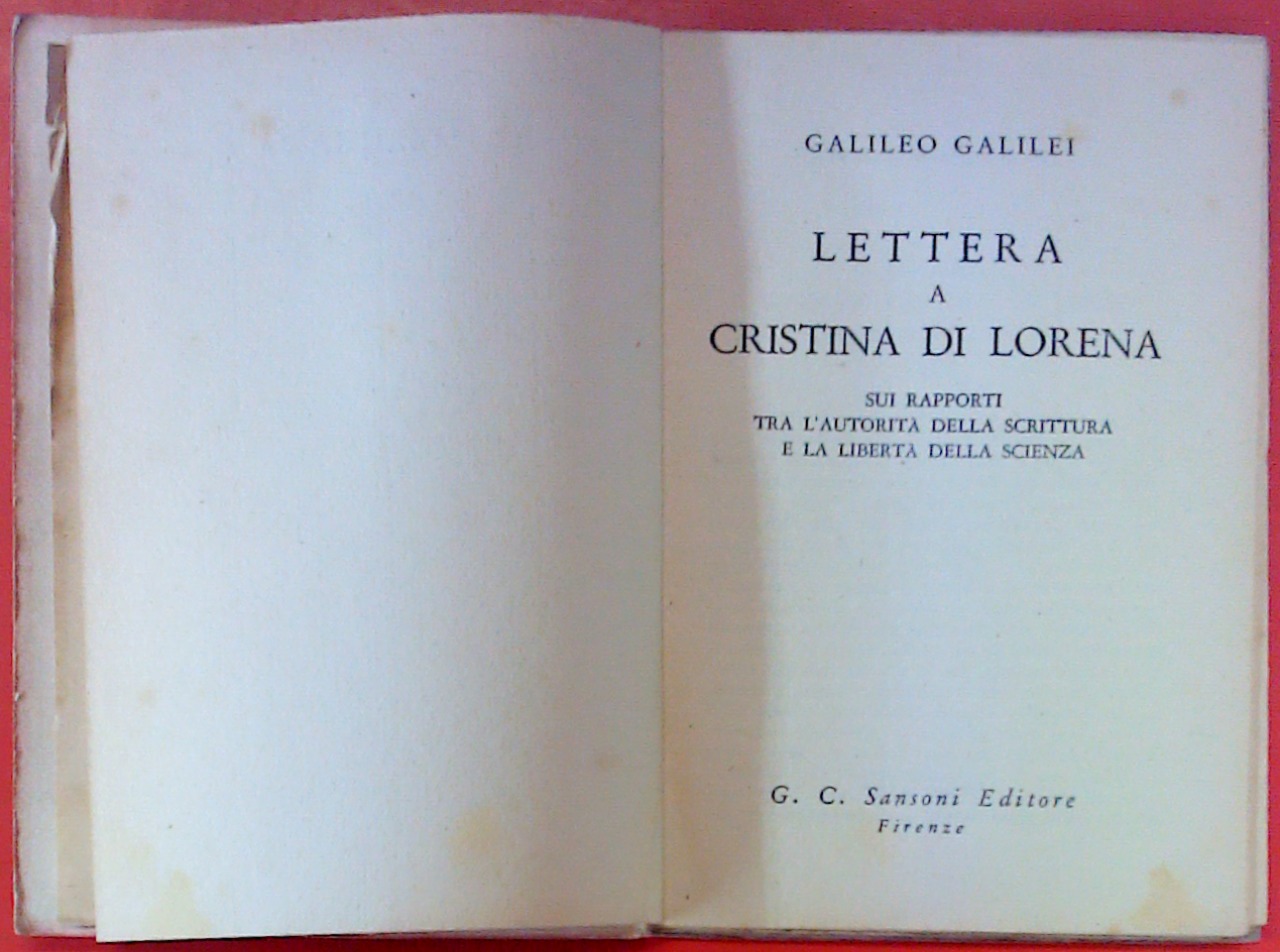 GALILEO GALILEI
LETTERA
A
CRISTINA DI LORENA
SUI RAPPORTI
TRA L'AUTORITÀ DELLA SCRITTURA
E LA LIBERTÀ DELLA SCIENZA
G. C. Sansoni Editore
Firenze